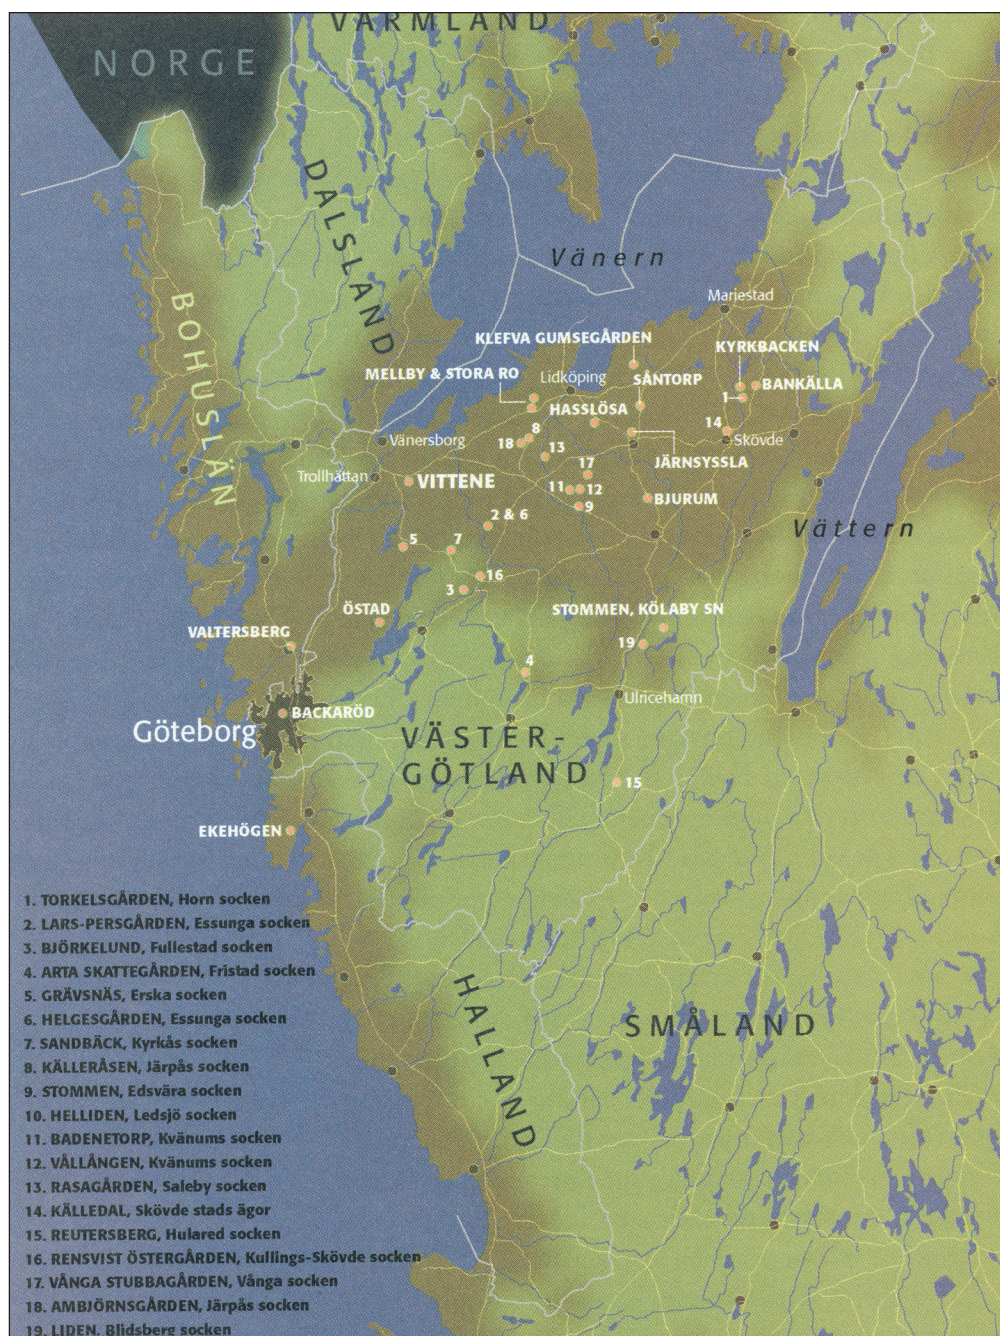 VÄRMLAND
NORGE
DALSLAND
Vänern
BOHUSLÄN
Mariestad
KLEFVA GUMSEGÅRDEN
KYRKBACKEN
MELLBY & STORA RO
Lidköping
SÅNTORP
BANKÄLLA
1
HASSLÖSA
14
8
Vänersborg
18
Skövde
13
JÄRNSYSSLA
17
Trollhättan
VITTENE
11
12
BJURUM
9
2 & 6
Vättern
5
7
16
3
ÖSTAD
STOMMEN, KÖLABY SN
VALTERSBERG
19
4
Ulricehamn
BACKARÖD
Göteborg
VÄSTER-
GÖTLAND
15
EKEHÖGEN
HALLAND
SMÅLAND
1. TORKELSGÅRDEN, Horn socken
2. LARS-PERSGÅRDEN, Essunga socken
3. BJÖRKELUND, Fullestad socken
4. ARTA SKATTEGÅRDEN, Fristad socken
5. GRÄVSNÄS, Erska socken
6. HELGESGÅRDEN, Essunga socken
7. SANDBÄCK, Kyrkås socken
8. KÄLLERÅSEN, Järpås socken
9. STOMMEN, Edsvära socken
10. HELLIDEN, Ledsjö socken
11. BADENETORP, Kvänums socken
12. VÅLLÅNGEN, Kvänums socken
13. RASAGÅRDEN, Saleby socken
14. KÄLLEDAL, Skövde stads ägor
15. REUTERSBERG, Hulared socken
16. RENSVIST ÖSTERGÅRDEN, Kullings-Skövde socken
17. VÅNGA STUBBAGÅRDEN, Vånga socken
18. AMBJÖRNSGÅRDEN, Järpås socken
19. LIDEN, Blidsberg socken